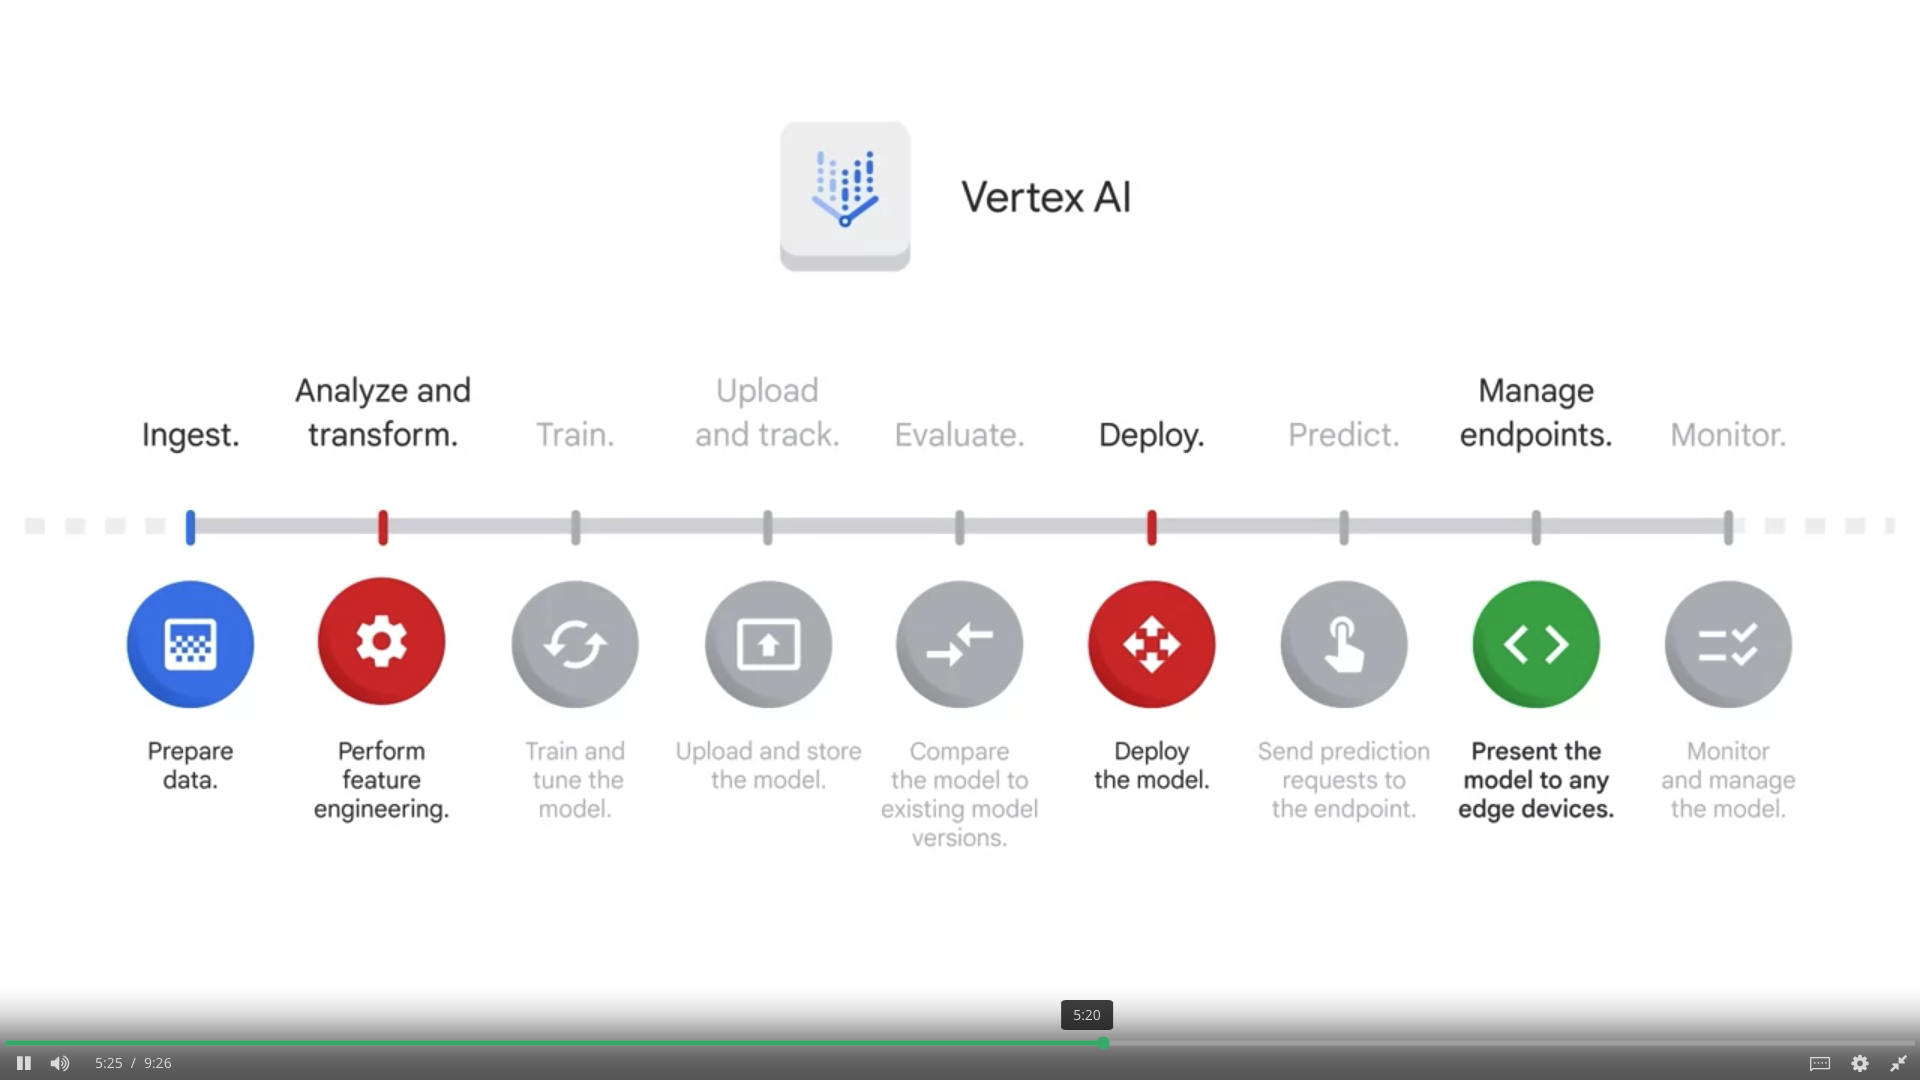 Vertex AI
Ingest.
Analyze and
transform.
Train.
Upload
and track.
Evaluate.
Deploy.
Predict.
Manage
endpoints.
Monitor.
Prepare
data.
Perform
feature
engineering.
Train and
tune the
model.
Upload and store
the model.
Compare
the model to
existing model
versions.
Deploy
the model.
Send prediction
requests to
the endpoint.
Present the
model to any
edge devices.
Monitor
and manage
the model.
5:20
5:25 / 9:26